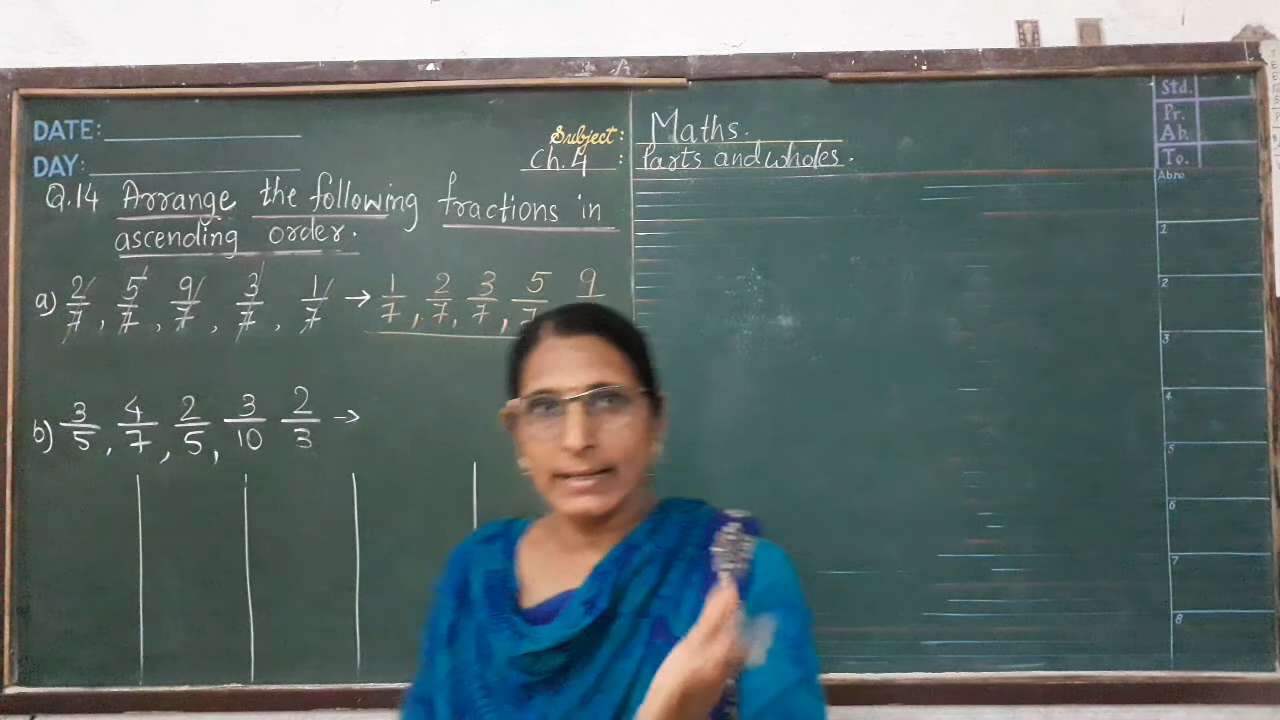 DATE:
DAY:
Subject: Maths.
Ch. 4 : Parts and wholes.
Q.14 Arrange the following fractions in
ascending order.
a) 2/7, 5/7, 9/7, 3/7, 1/7 → 1/7, 2/7, 3/7, 5/7, 9
b) 3/5, 4/7, 2/5, 3/10 2/3 →
Std.
Pr.
Ab.
To.
Abno
1
2
3
4
5
6
7
8